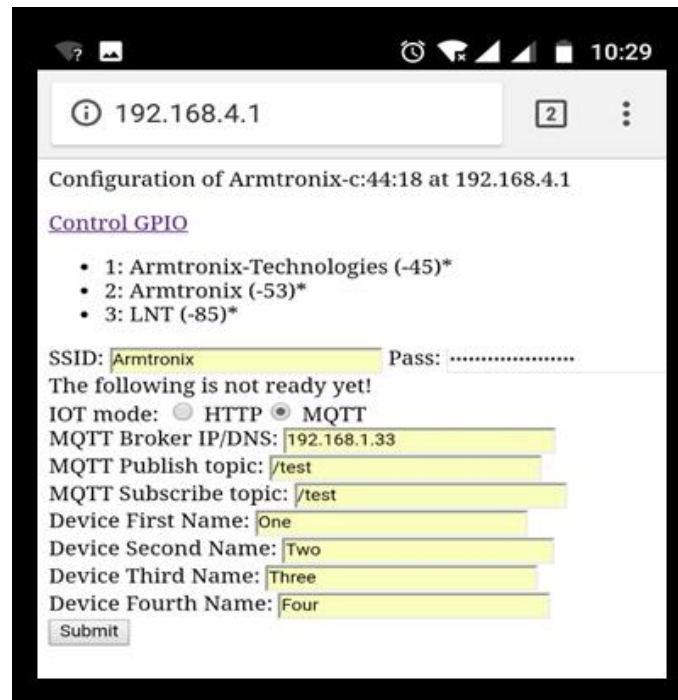 10:29
192.168.4.1
2
Configuration of Armtronix-c:44:18 at 192.168.4.1
Control GPIO
• 1: Armtronix-Technologies (-45)*
• 2: Armtronix (-53)*
• 3: LNT (-85)*
SSID: Armtronix Pass: ••••••••••••••••••••
The following is not ready yet!
IOT mode: HTTP MQTT
MQTT Broker IP/DNS: 192.168.1.33
MQTT Publish topic: /test
MQTT Subscribe topic: /test
Device First Name: One
Device Second Name: Two
Device Third Name: Three
Device Fourth Name: Four
Submit